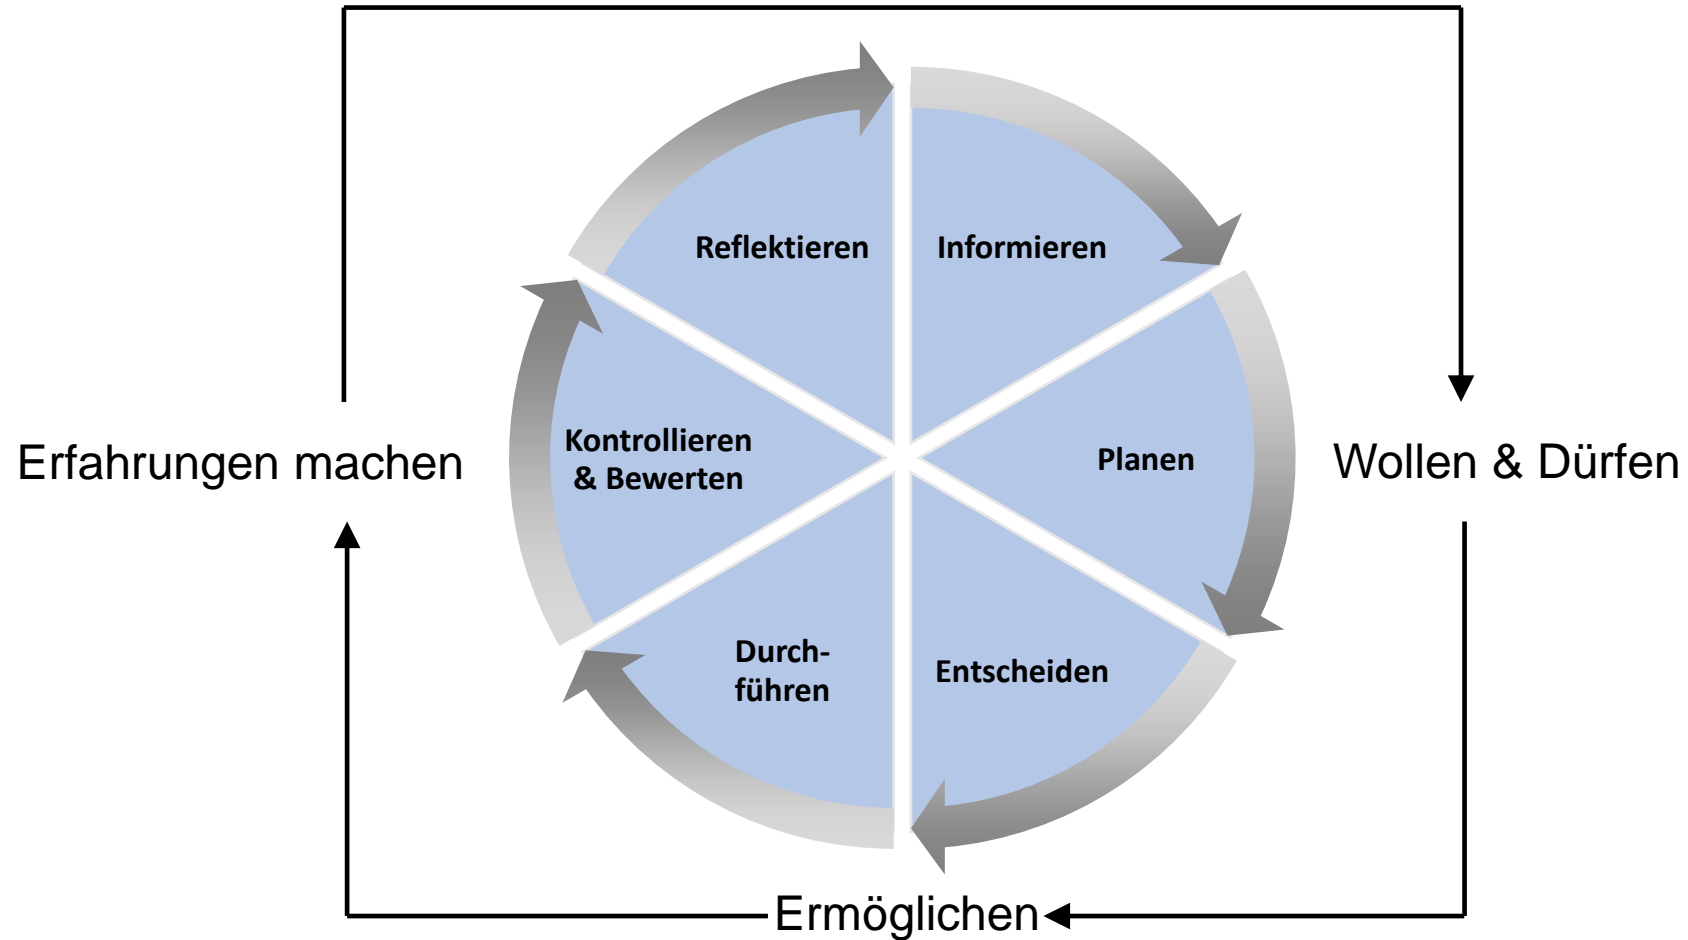 Reflektieren
Informieren
Erfahrungen machen
Kontrollieren
& Bewerten
Planen
Wollen & Dürfen
Durch-
führen
Entscheiden
Ermöglichen